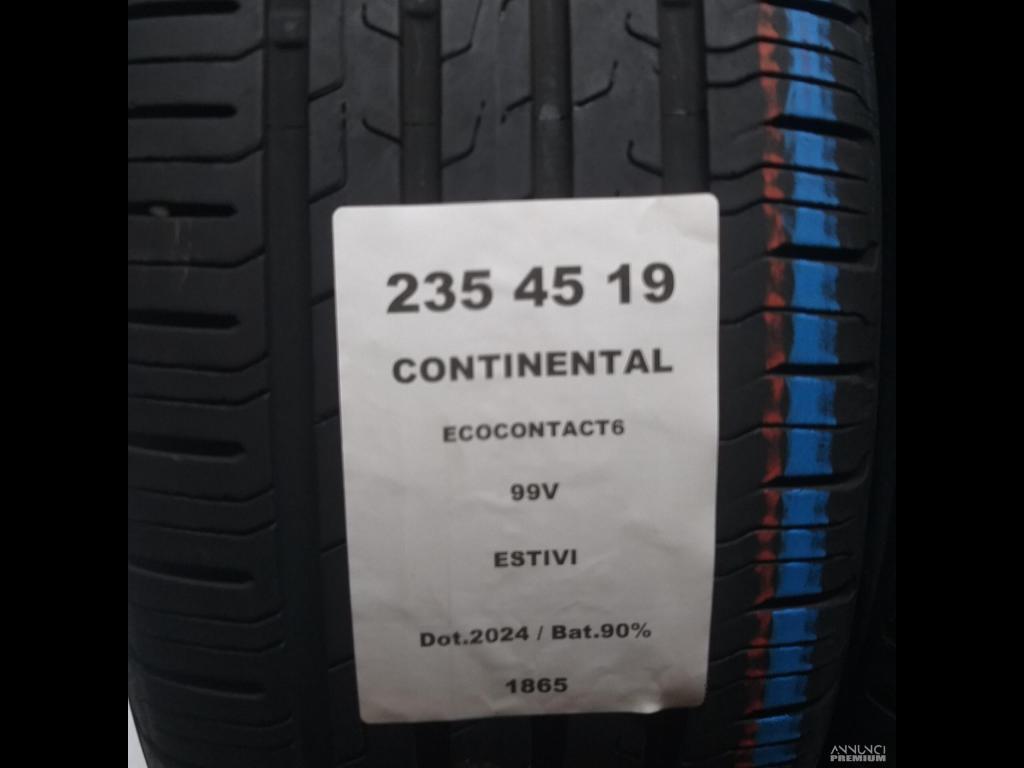 235 45 19
CONTINENTAL
ECOCONTACT6
99V
ESTIVI
Dot.2024 / Bat.90%
1865
ANNUNCI
PREMIUM